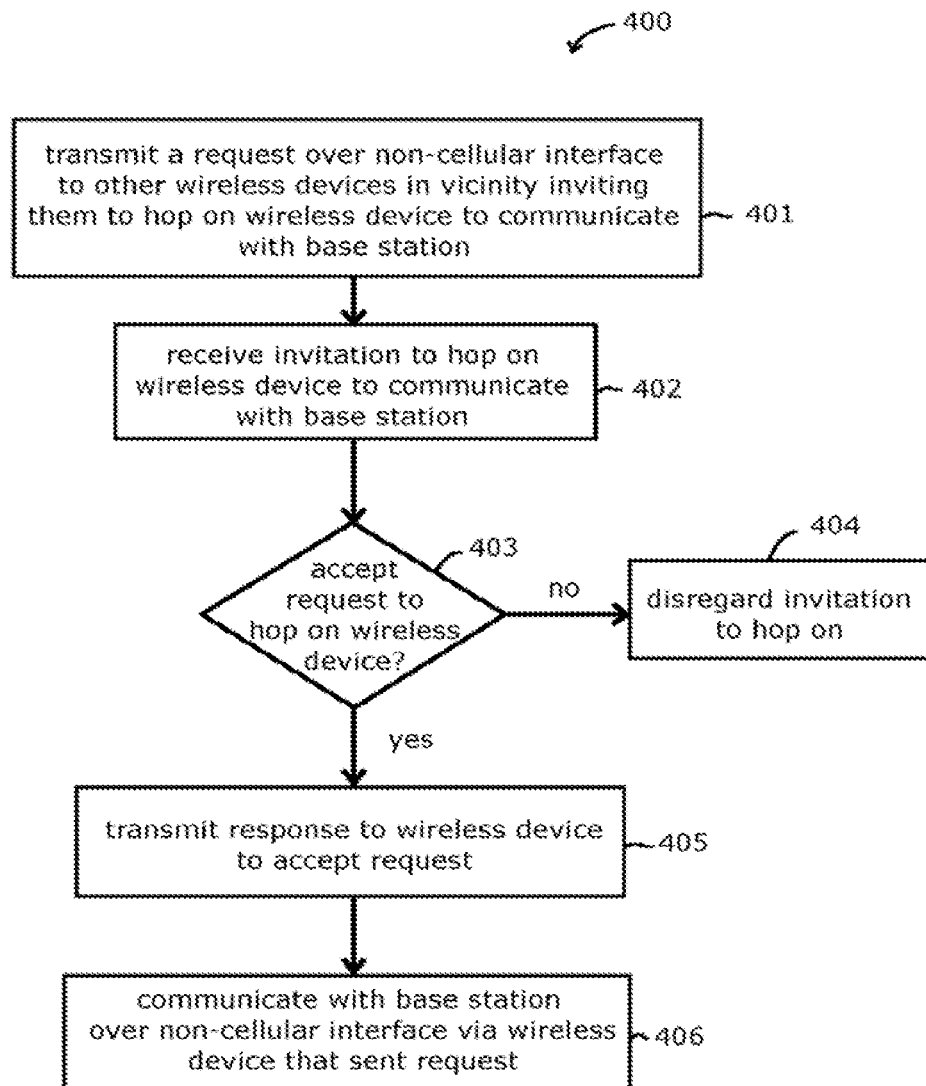 400
transmit a request over non-cellular interface
to other wireless devices in vicinity inviting
them to hop on wireless device to communicate
with base station
401
receive invitation to hop on
wireless device to communicate
with base station
402
403
accept
request to
hop on wireless
device?
no
404
disregard invitation
to hop on
yes
transmit response to wireless device
to accept request
405
communicate with base station
over non-cellular interface via wireless
device that sent request
406